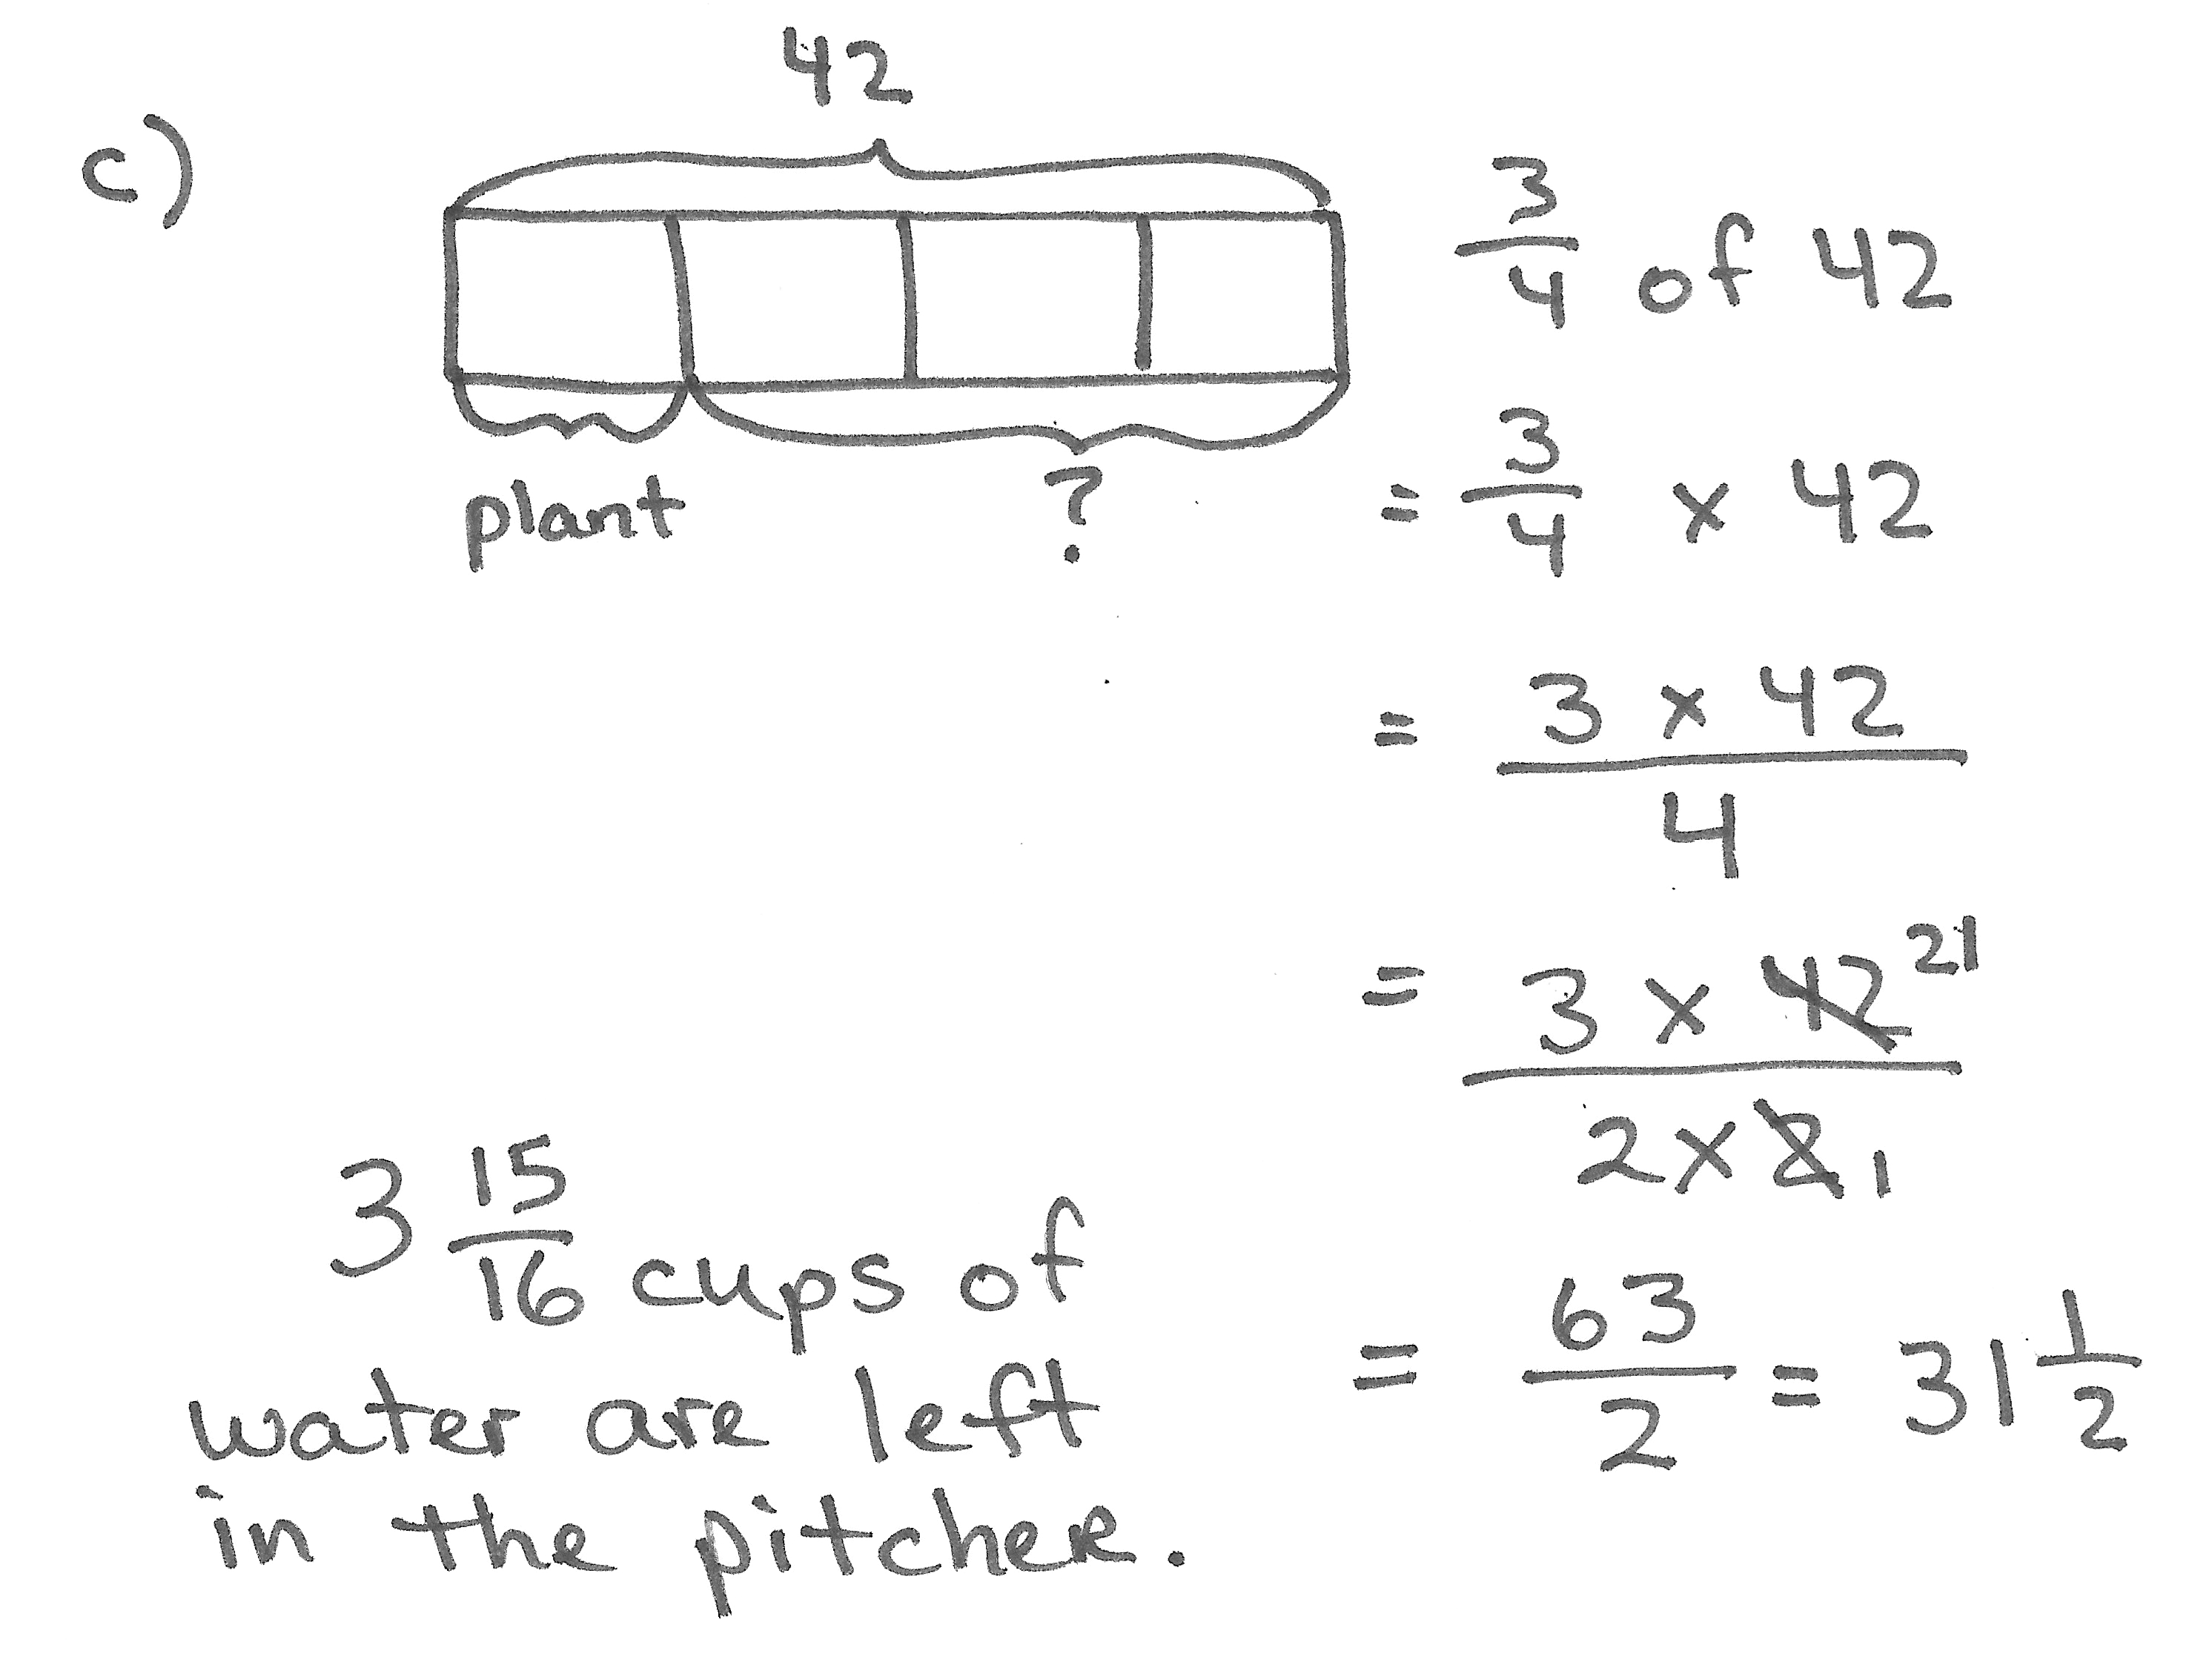 c)
42
plant
?
3/4 of 42
= 3/4 x 42
= 3 x 42 / 4
= 3 x 42 21 / 2 x 2 1
= 63/2 = 31 1/2
3 15/16 cups of
water are left
in the pitcher.